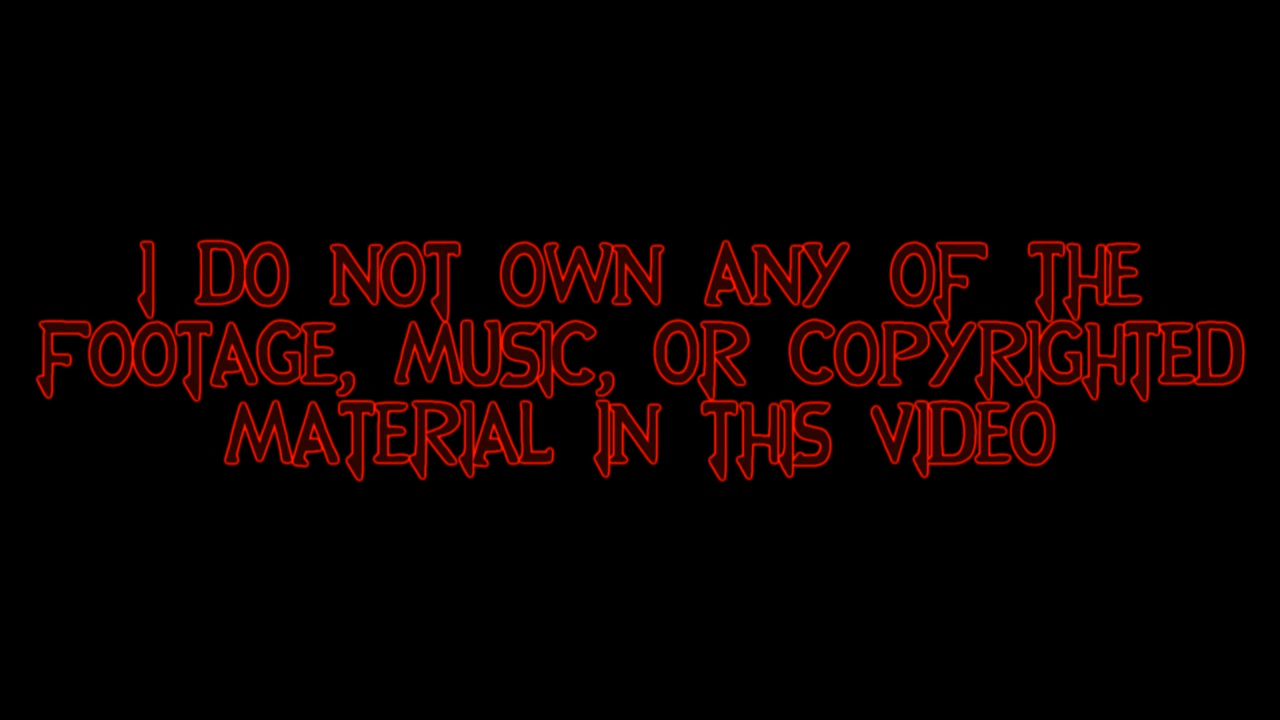 I DO NOT OWN ANY OF THE
FOOTAGE, MUSIC, OR COPYRIGHTED
MATERIAL IN THIS VIDEO